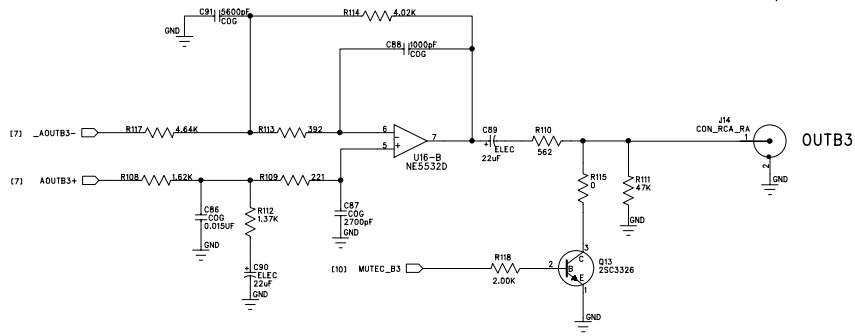 C91 5600pF
COG
GND
R114 4.02K
C88 1000pF
COG
[7] _AOUTB3-
R117 4.64K
R113 392
6
5
7
U16-B
NE5532D
C89
ELEC
22uF
R110
562
J14
CON_RCA_RA
1
2
GND
OUTB3
[7] AOUTB3+
R108 1.62K
R109 221
C86
COG
0.015UF
GND
R112
1.37K
C87
COG
2700pF
GND
C90
ELEC
22uF
GND
R115
0
R111
47K
GND
[10] MUTEC_B3
R118
2.00K
2
B
3
C
E
1
Q13
2SC3326
GND